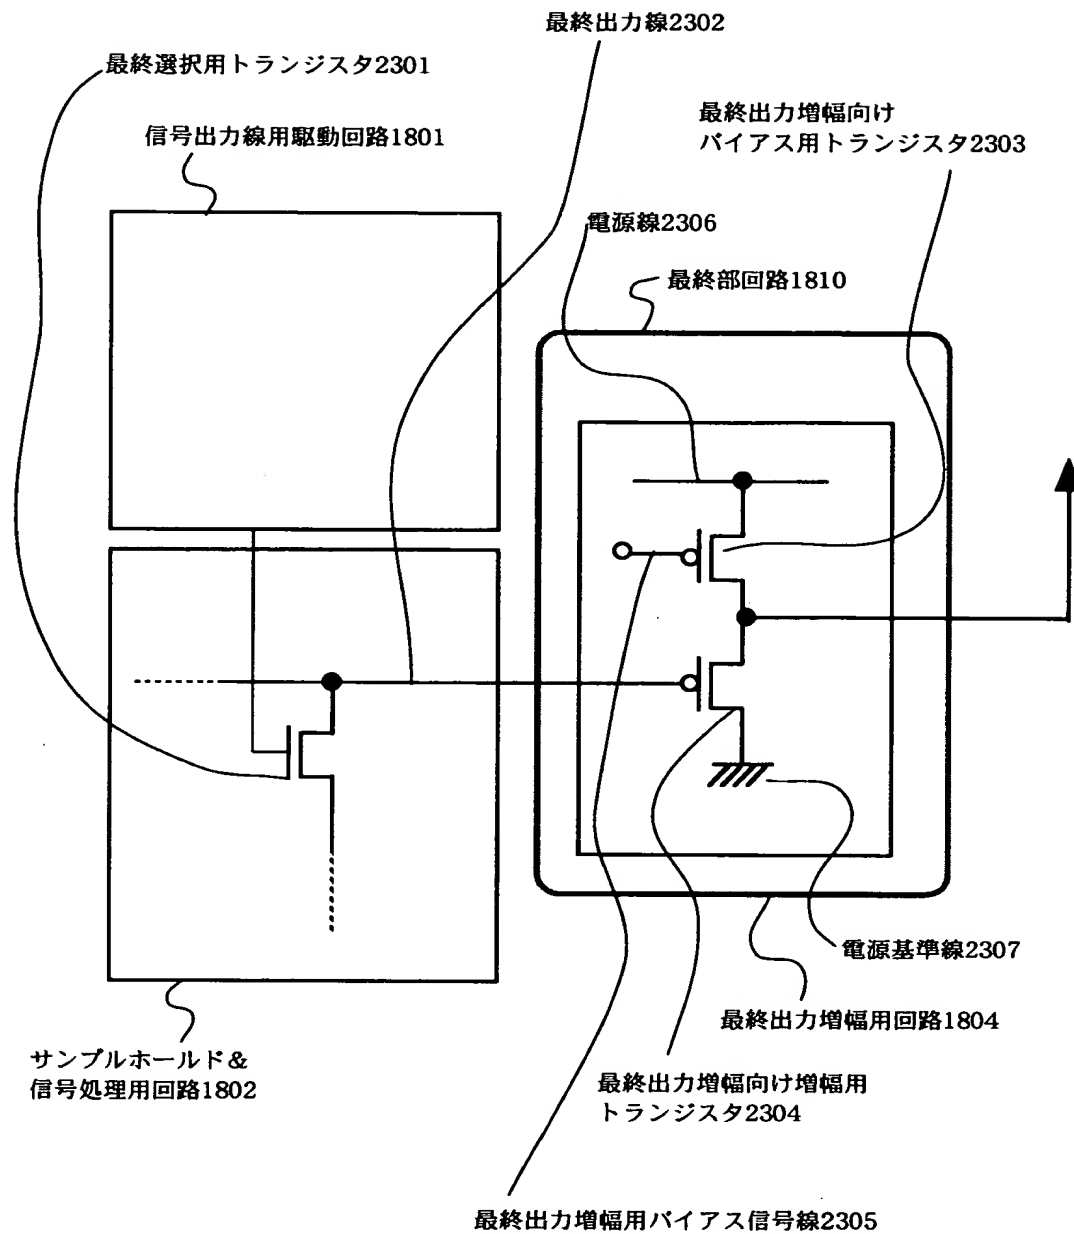 最終出力線2302
最終選択用トランジスタ2301
最終出力増幅向け
バイアス用トランジスタ2303
信号出力線用駆動回路1801
電源線2306
最終部回路1810
電源基準線2307
最終出力増幅用回路1804
サンプルホールド&
信号処理用回路1802
最終出力増幅向け増幅用
トランジスタ2304
最終出力増幅用バイアス信号線2305